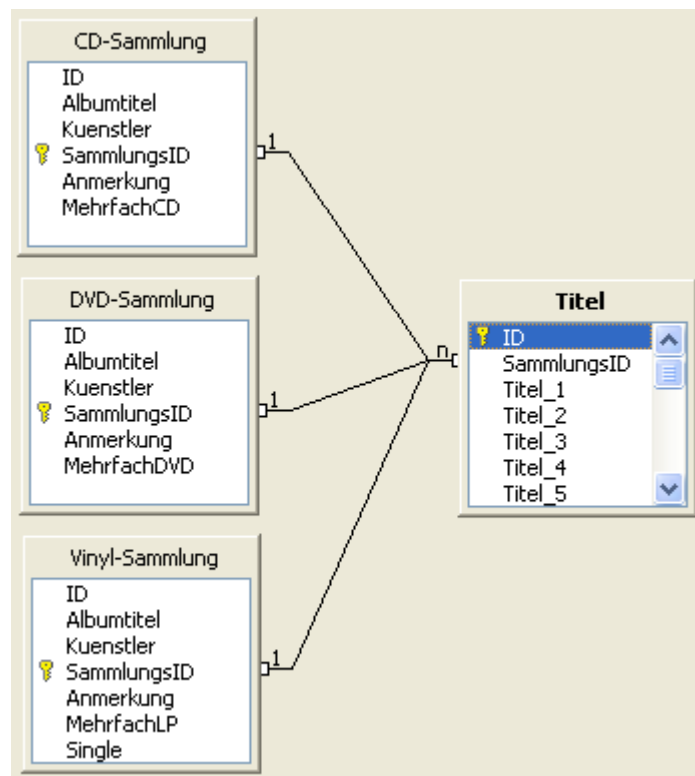 CD-Sammlung
ID
Albumtitel
Kuenstler
SammlungsID
Anmerkung
MehrfachCD
1
DVD-Sammlung
ID
Albumtitel
Kuenstler
SammlungsID
Anmerkung
MehrfachDVD
1
Vinyl-Sammlung
ID
Albumtitel
Kuenstler
SammlungsID
Anmerkung
MehrfachLP
Single
1
n
Titel
ID
SammlungsID
Titel_1
Titel_2
Titel_3
Titel_4
Titel_5